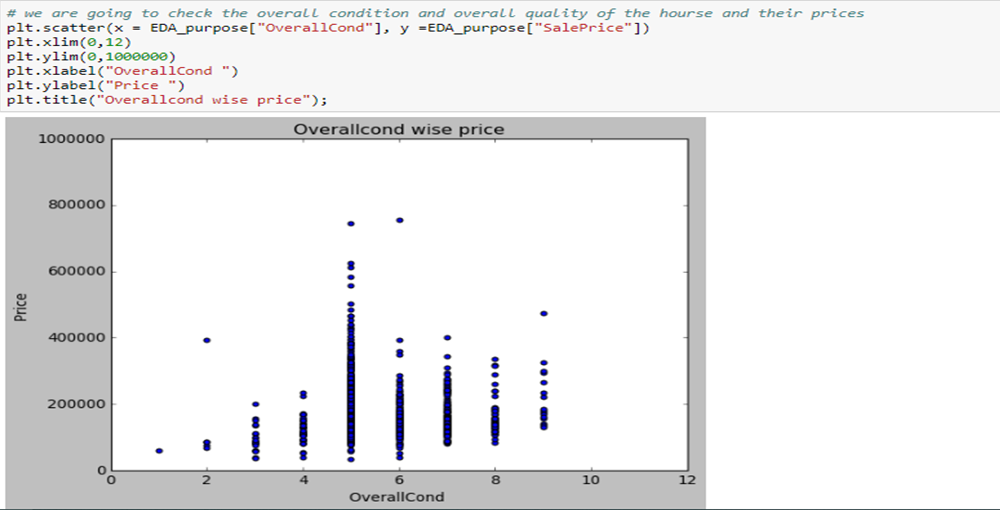 # we are going to check the overall condition and overall quality of the hourse and their prices
plt.scatter(x = EDA_purpose["OverallCond"], y =EDA_purpose["SalePrice"])
plt.xlim(0,12)
plt.ylim(0,1000000)
plt.xlabel("OverallCond ")
plt.ylabel("Price ")
plt.title("Overallcond wise price");
Overallcond wise price
1000000
800000
600000
400000
200000
0
Price
0 2 4 6 8 10 12
OverallCond